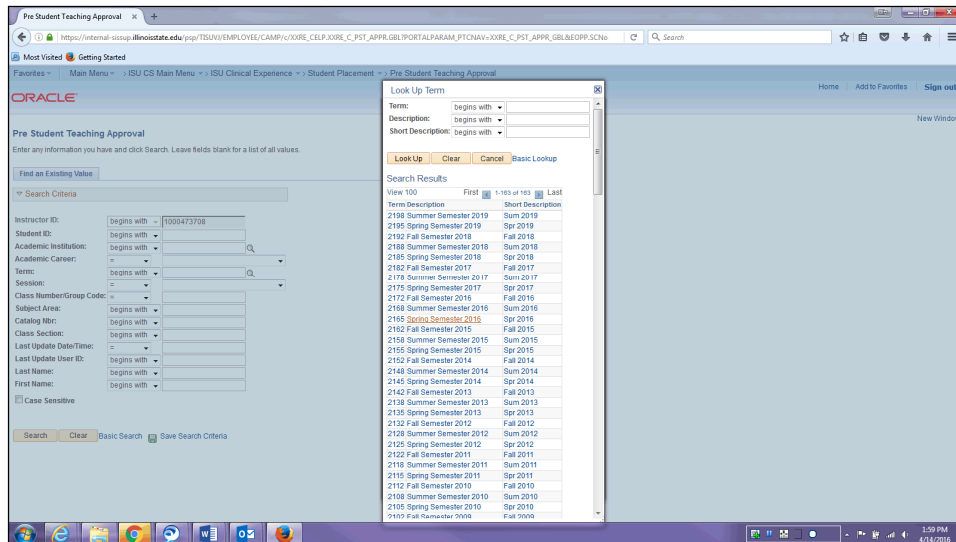 Pre Student Teaching Approval × +
https://internal-sissup.illinoisstate.edu/psp/TISUVJ/EMPLOYEE/CAMP/c/XXRE_CELP.XXRE_C_PST_APPR.GBL?PORTALPARAM_PTCNAV=XXRE_C_PST_APPR_GBL&EOPP.SCNo
Search
Most Visited Getting Started
Favorites Main Menu > ISU CS Main Menu > ISU Clinical Experience > Student Placement > Pre Student Teaching Approval
ORACLE
Home Add to Favorites Sign out
New Windo
Pre Student Teaching Approval
Enter any information you have and click Search. Leave fields blank for a list of all values.
Find an Existing Value
Search Criteria
Instructor ID: begins with 1000473708
Student ID: begins with
Academic Institution: begins with
Academic Career: =
Term: begins with
Session: =
Class Number/Group Code: =
Subject Area: begins with
Catalog Nbr: begins with
Class Section: begins with
Last Update Date/Time: =
Last Update User ID: begins with
Last Name: begins with
First Name: begins with
Case Sensitive
Search Clear Basic Search Save Search Criteria
Look Up Term
Term: begins with
Description: begins with
Short Description: begins with
Look Up Clear Cancel Basic Lookup
Search Results
View 100 First 1-163 of 163 Last
Term Description Short Description
2198 Summer Semester 2019 Sum 2019
2195 Spring Semester 2019 Spr 2019
2192 Fall Semester 2018 Fall 2018
2188 Summer Semester 2018 Sum 2018
2185 Spring Semester 2018 Spr 2018
2182 Fall Semester 2017 Fall 2017
2178 Summer Semester 2017 Sum 2017
2175 Spring Semester 2017 Spr 2017
2172 Fall Semester 2016 Fall 2016
2168 Summer Semester 2016 Sum 2016
2165 Spring Semester 2016 Spr 2016
2162 Fall Semester 2015 Fall 2015
2158 Summer Semester 2015 Sum 2015
2155 Spring Semester 2015 Spr 2015
2152 Fall Semester 2014 Fall 2014
2148 Summer Semester 2014 Sum 2014
2145 Spring Semester 2014 Spr 2014
2142 Fall Semester 2013 Fall 2013
2138 Summer Semester 2013 Sum 2013
2135 Spring Semester 2013 Spr 2013
2132 Fall Semester 2012 Fall 2012
2128 Summer Semester 2012 Sum 2012
2125 Spring Semester 2012 Spr 2012
2122 Fall Semester 2011 Fall 2011
2118 Summer Semester 2011 Sum 2011
2115 Spring Semester 2011 Spr 2011
2112 Fall Semester 2010 Fall 2010
2108 Summer Semester 2010 Sum 2010
2105 Spring Semester 2010 Spr 2010
2102 Fall Semester 2009 Fall 2009
1:59 PM
4/14/2016